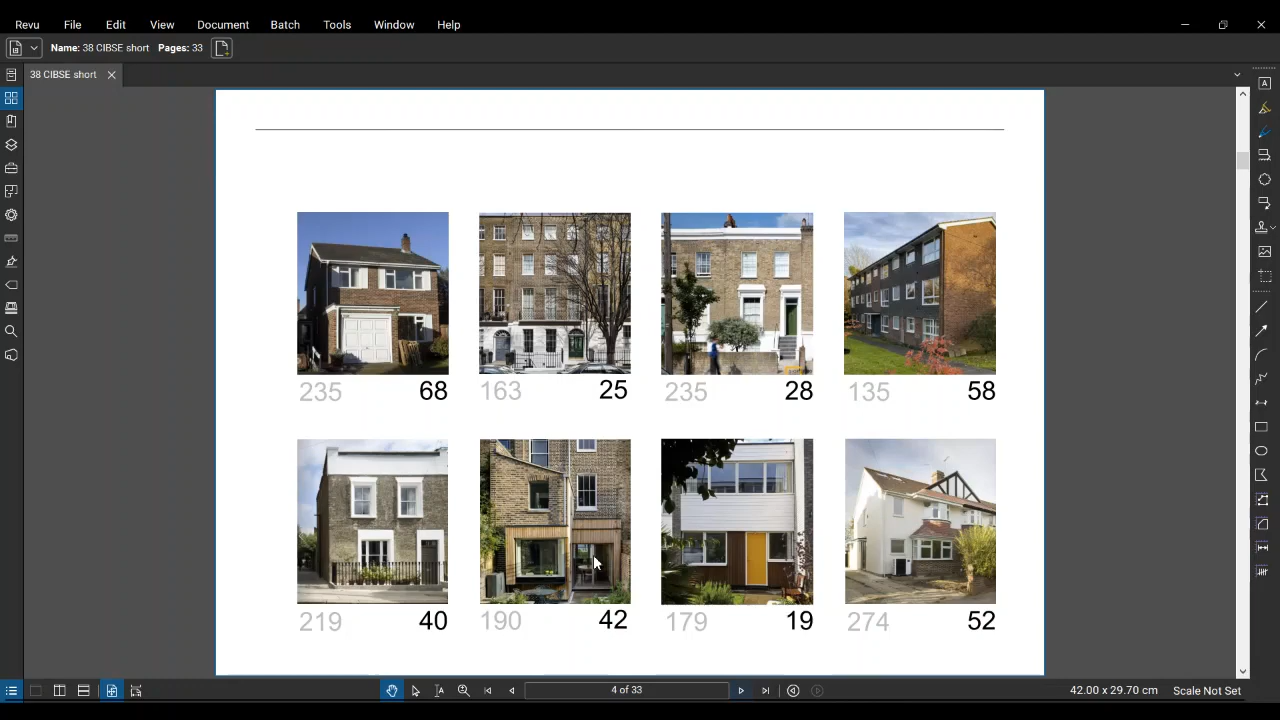 Revu File Edit View Document Batch Tools Window Help
Name: 38 CIBSE short Pages: 33
38 CIBSE short
235 68 163 25 235 28 135 58
219 40 190 42 179 19 274 52
4 of 33 42.00 x 29.70 cm Scale Not Set